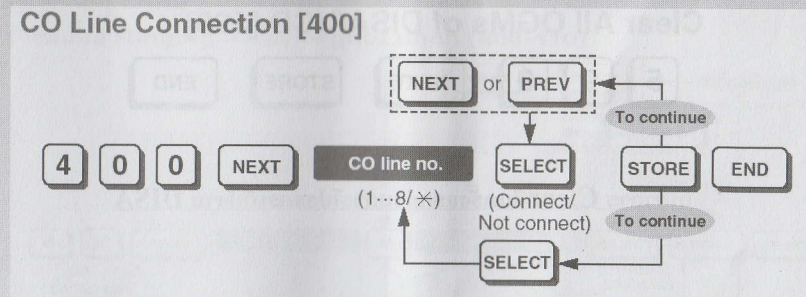 CO Line Connection [400]
NEXT or PREV
To continue
4 0 0 NEXT CO line no. SELECT STORE END
(1···8/ ✳) (Connect/
Not connect) To continue
SELECT